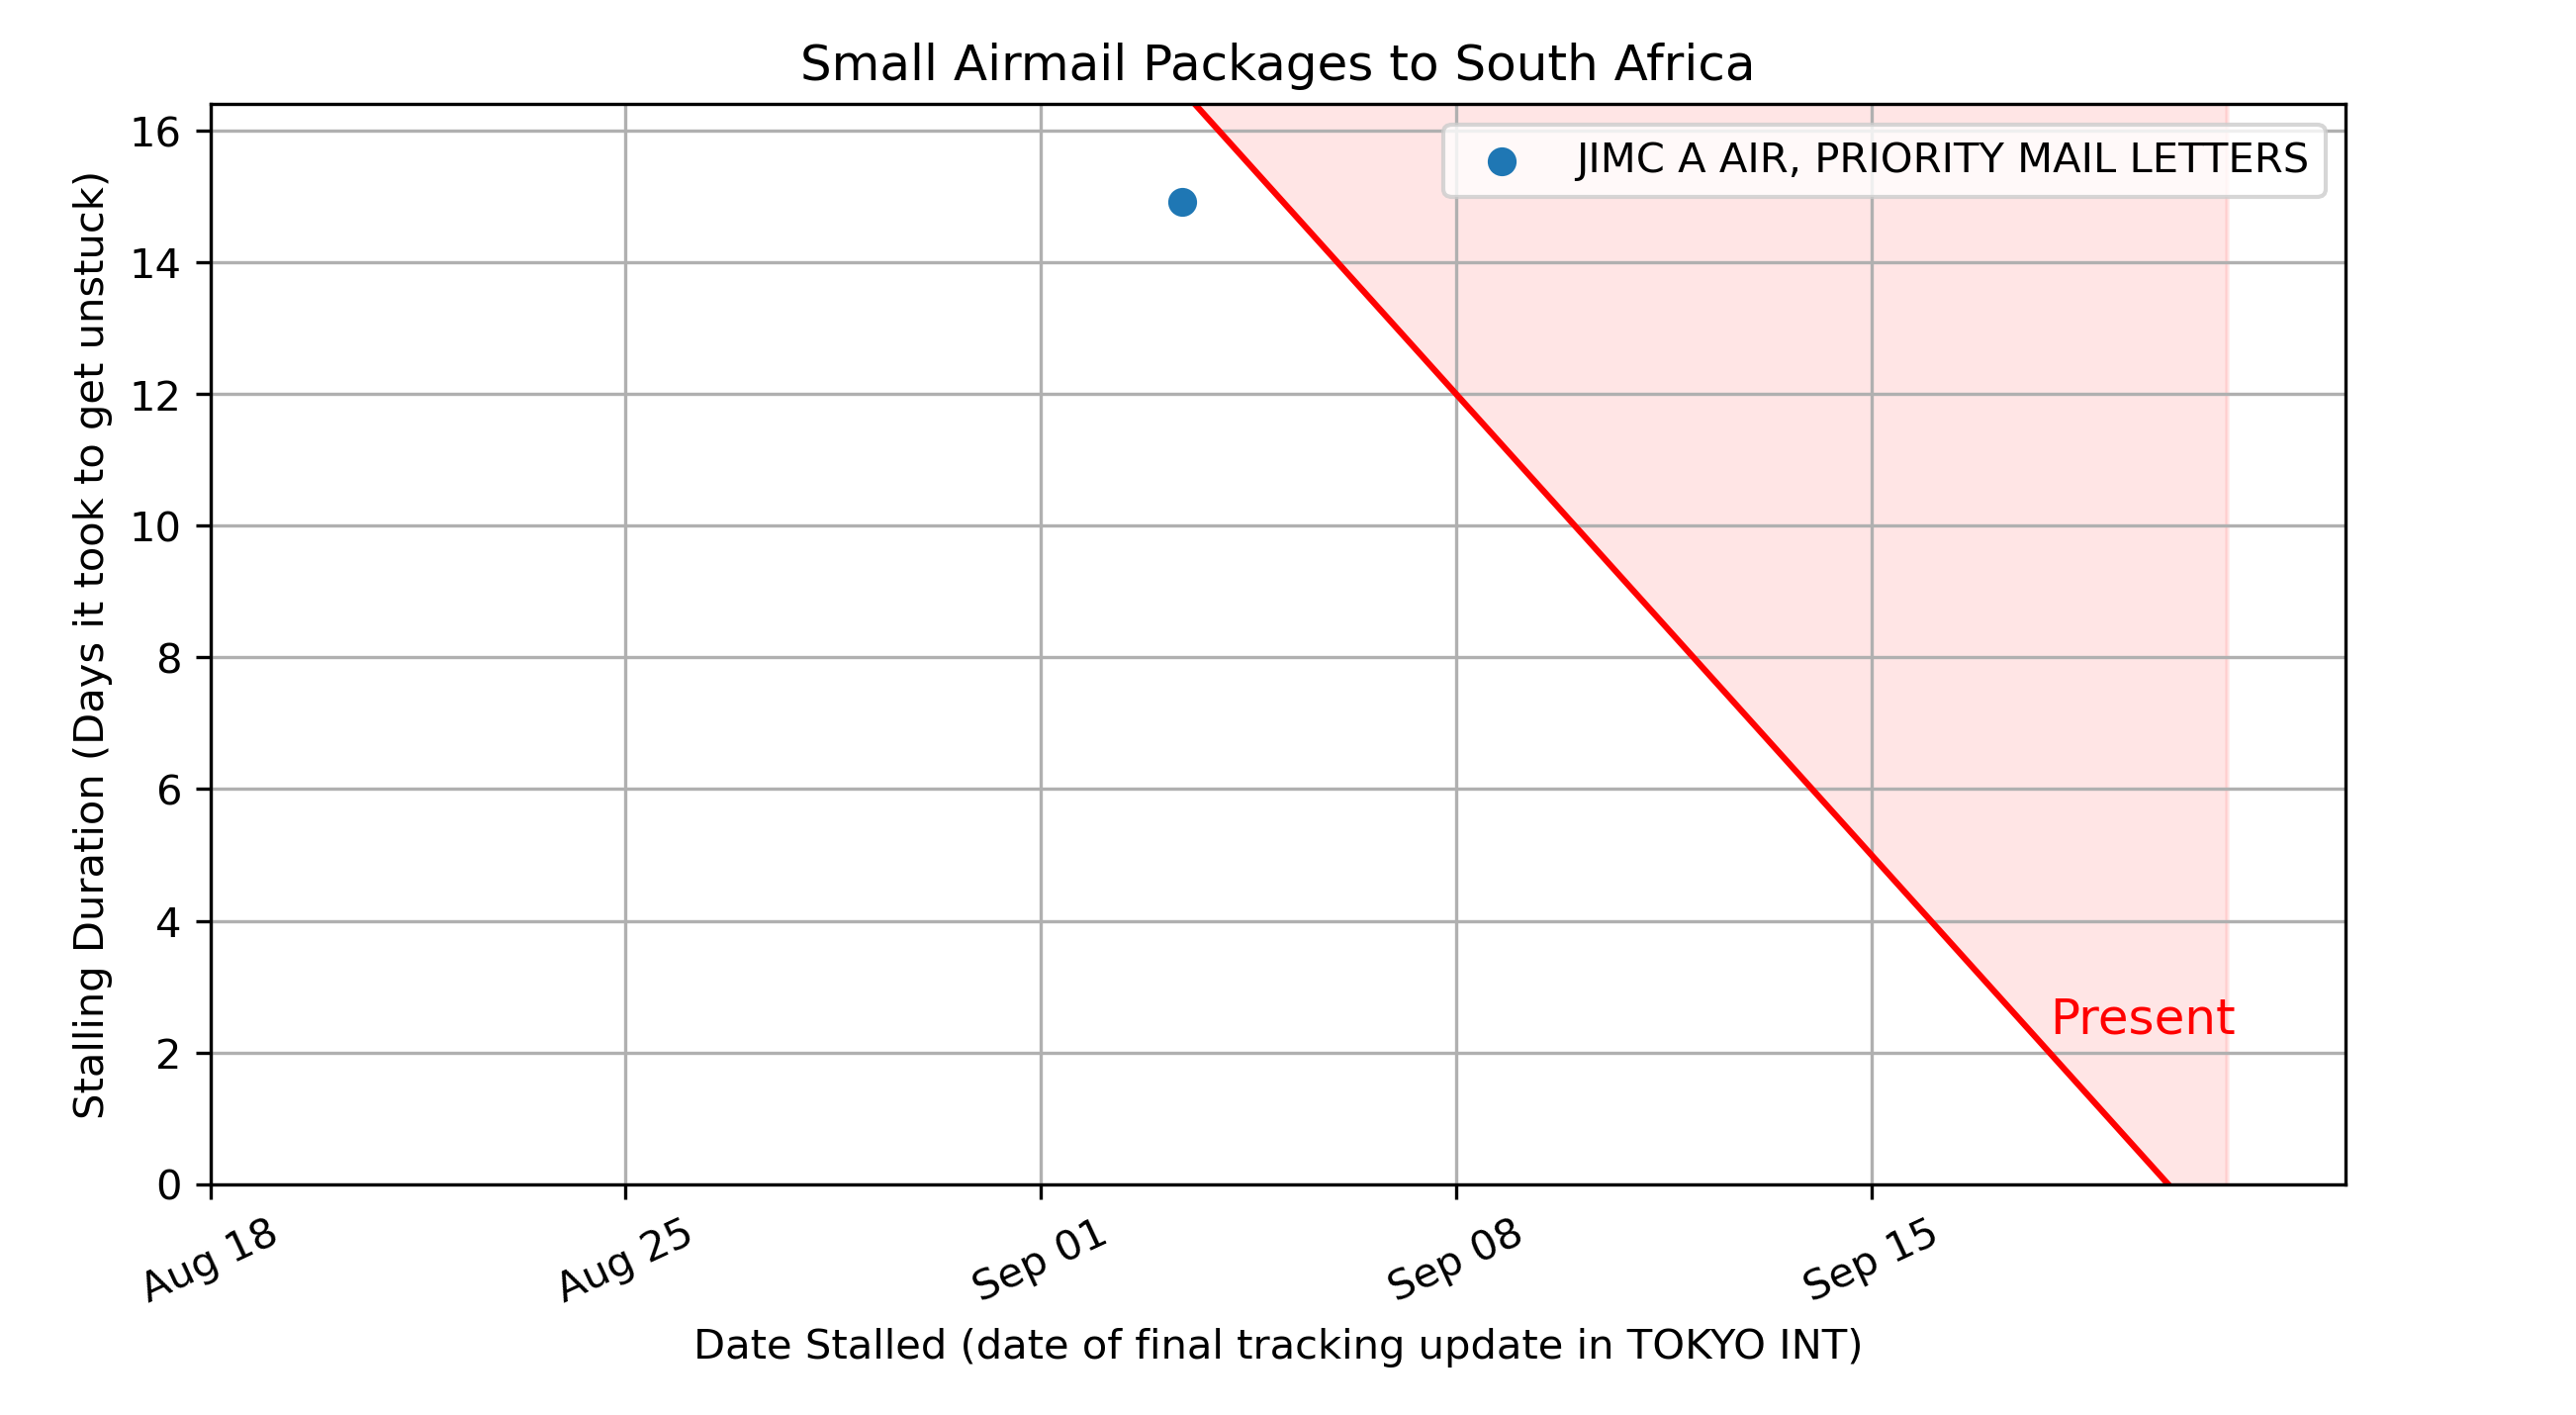 Small Airmail Packages to South Africa
JIMC A AIR, PRIORITY MAIL LETTERS
Stalling Duration (Days it took to get unstuck)
16
14
12
10
8
6
4
2
0
Present
Aug 18
Aug 25
Sep 01
Sep 08
Sep 15
Date Stalled (date of final tracking update in TOKYO INT)